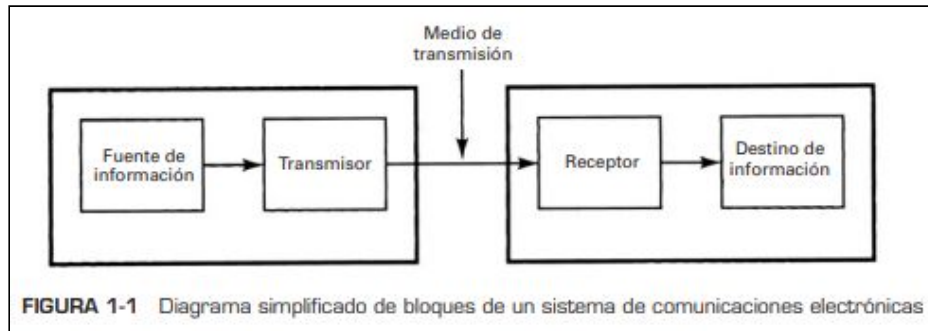 Medio de
transmisión
Fuente de
información
Transmisor
Receptor
Destino de
información
FIGURA 1-1 Diagrama simplificado de bloques de un sistema de comunicaciones electrónicas